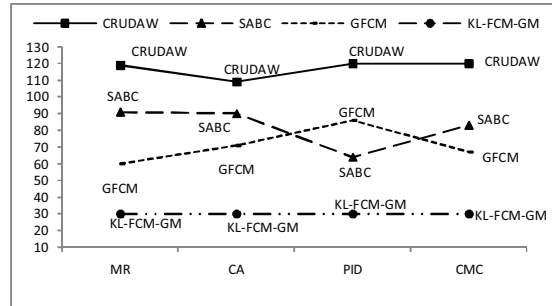 CRUDAW SABC GFCM KL-FCM-GM
130
120
110
100
90
80
70
60
50
40
30
20
10
CRUDAW
CRUDAW
CRUDAW
CRUDAW
SABC
SABC
SABC
SABC
GFCM
GFCM
GFCM
GFCM
KL-FCM-GM
KL-FCM-GM
KL-FCM-GM
KL-FCM-GM
MR CA PID CMC